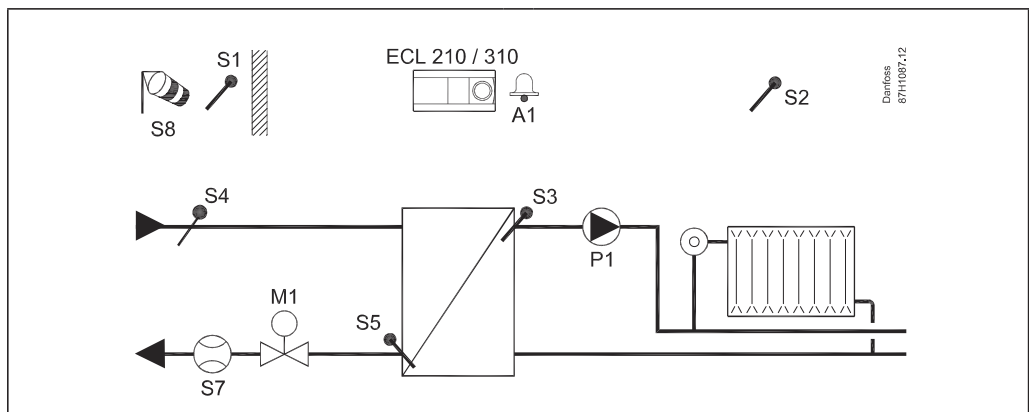 ECL 210 / 310
S1
S8
A1
S2
Danfoss
87H1087.12
S4
S3
P1
M1
S5
S7